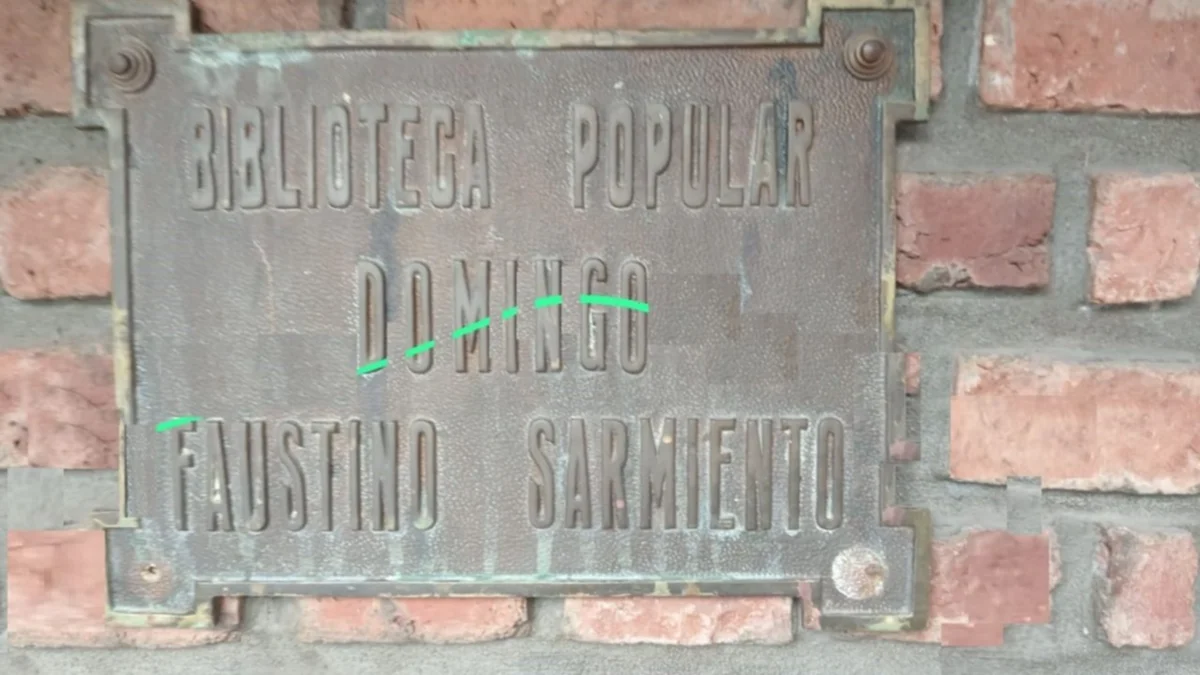 BIBLIOTECA POPULAR
DOMINGO
FAUSTINO SARMIENTO